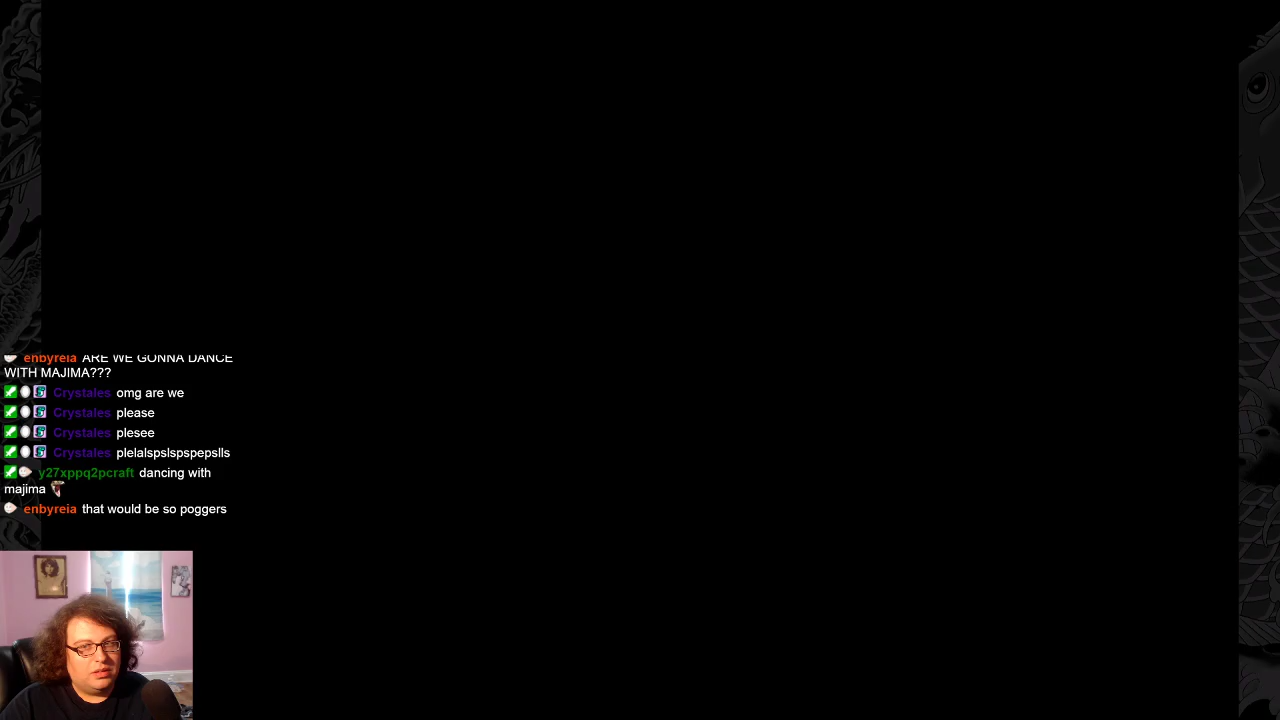 enbyreia ARE WE GONNA DANCE
WITH MAJIMA???
Crystales omg are we
Crystales please
Crystales plesee
Crystales plelalspslspspepslls
y27xppq2pcraft dancing with
majima
enbyreia that would be so poggers